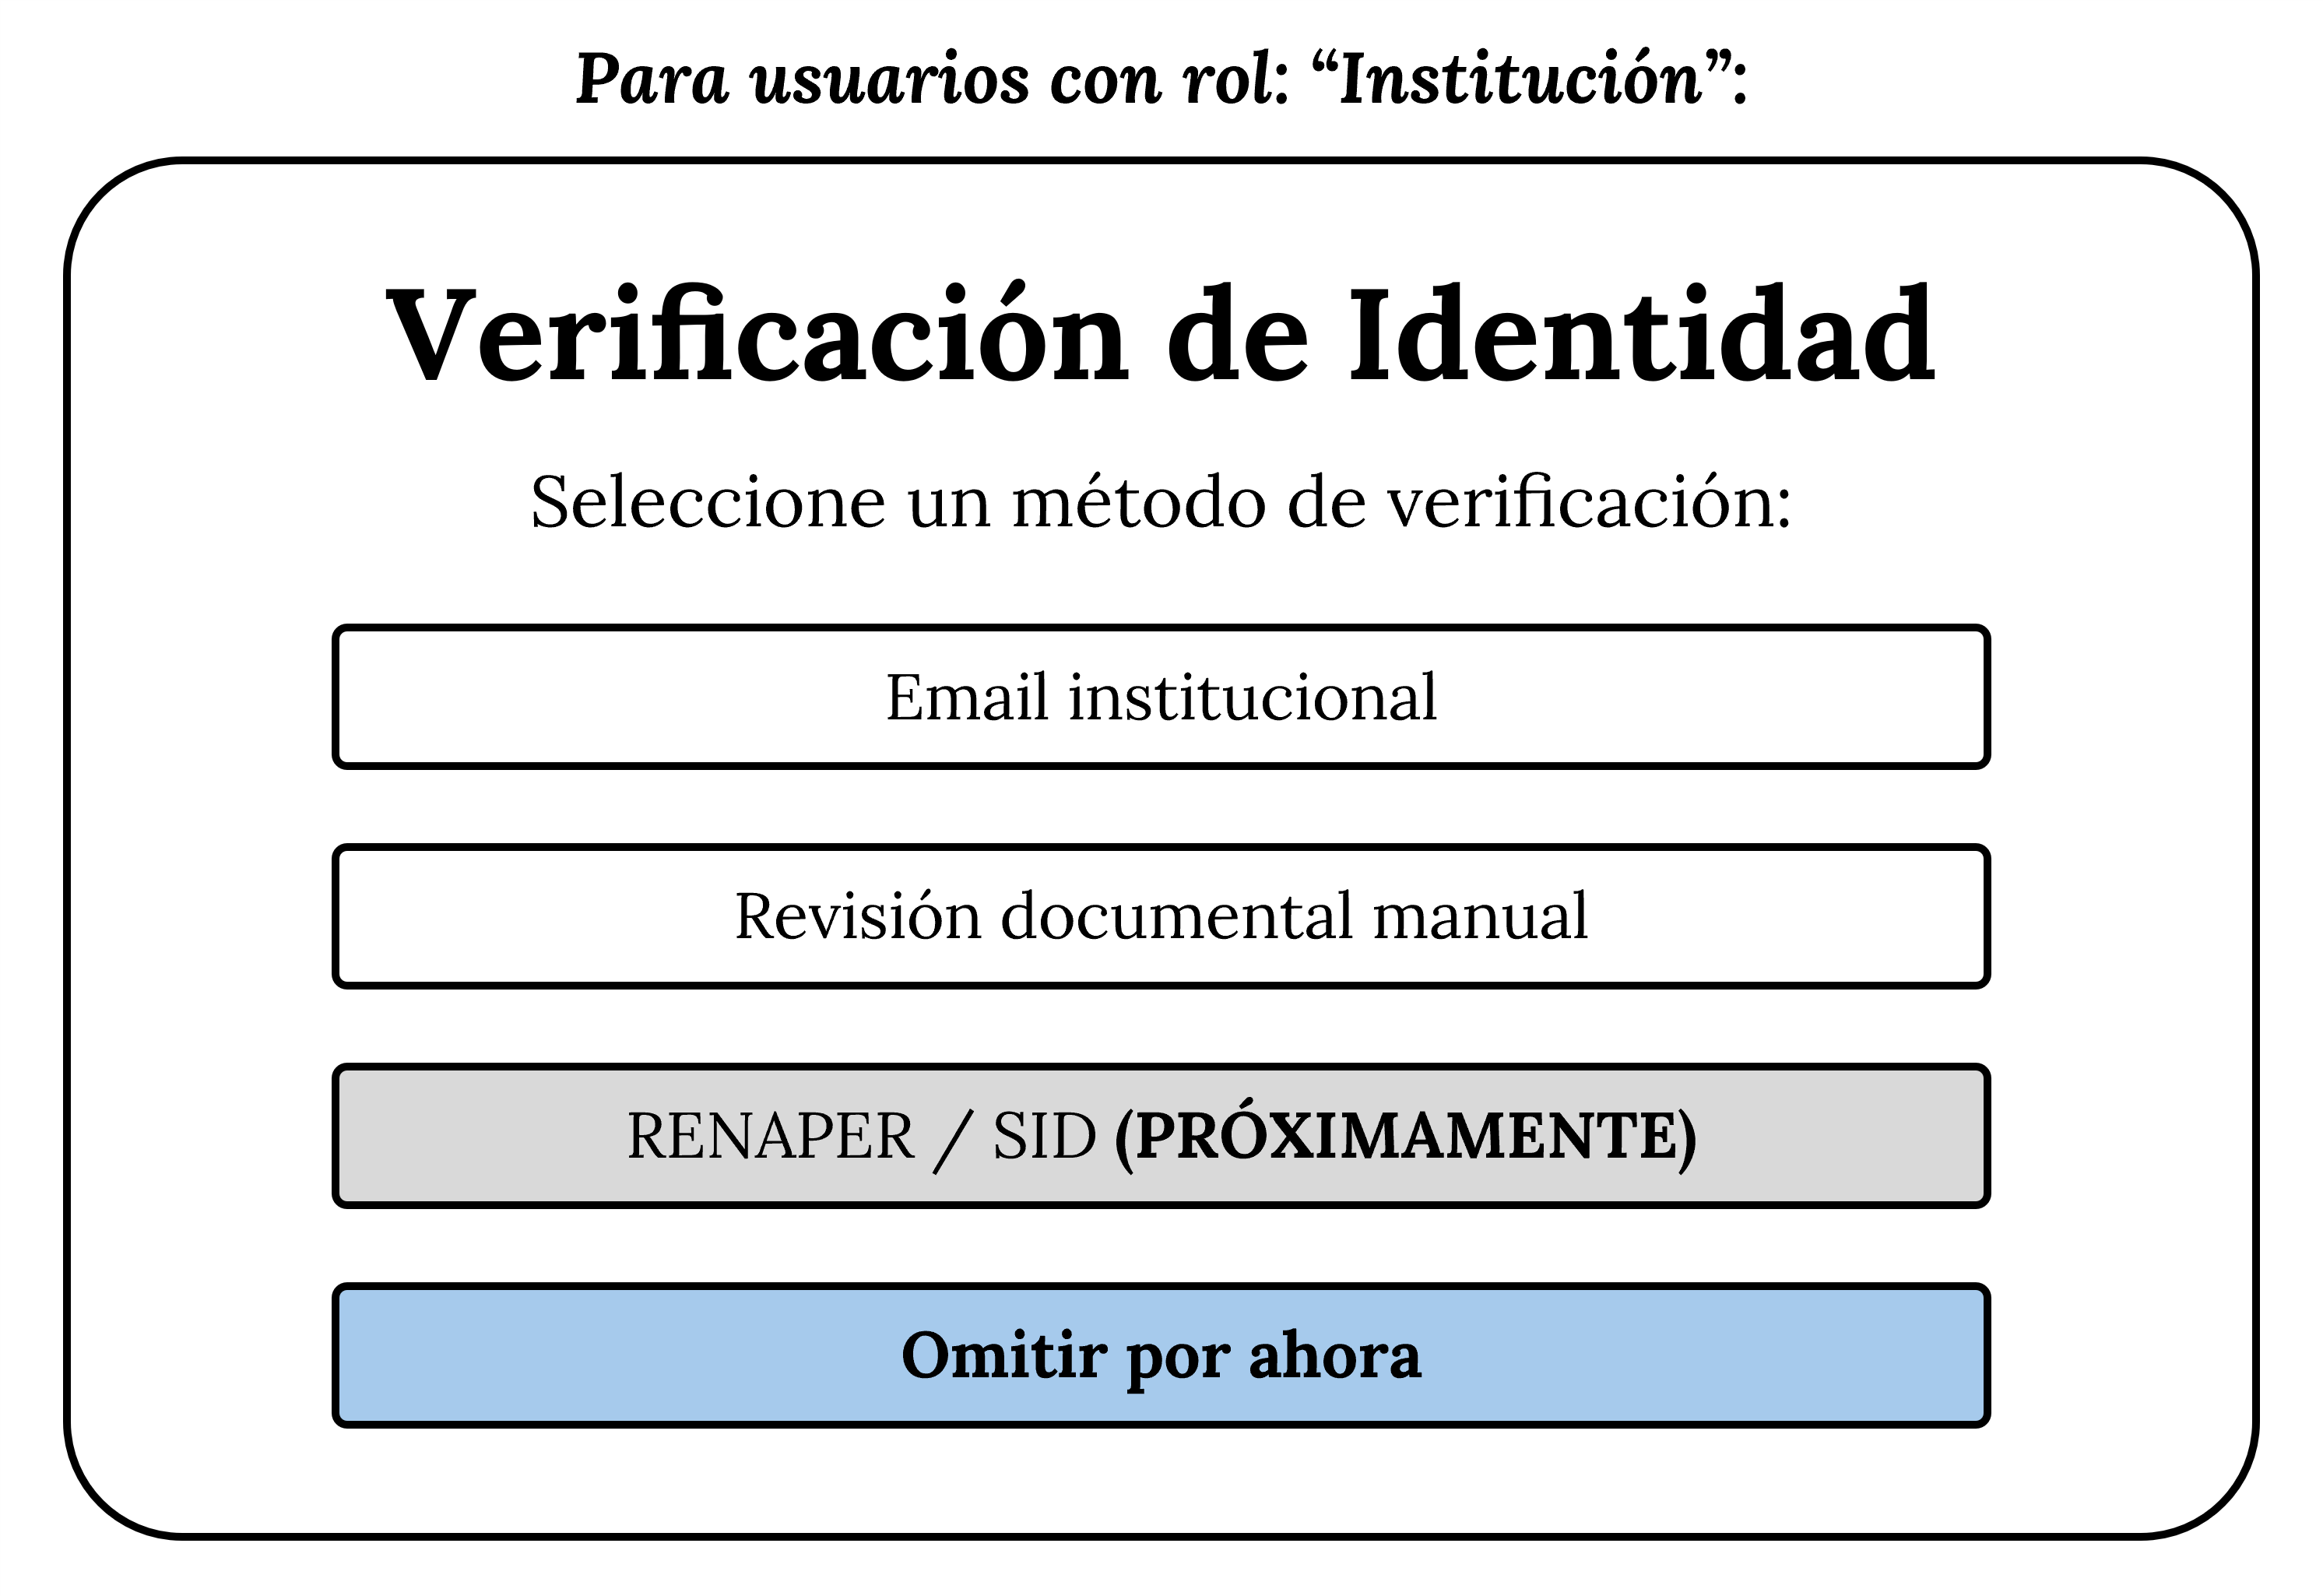 Para usuarios con rol: “Institución”:
Verificación de Identidad
Seleccione un método de verificación:
Email institucional
Revisión documental manual
RENAPER / SID (PRÓXIMAMENTE)
Omitir por ahora